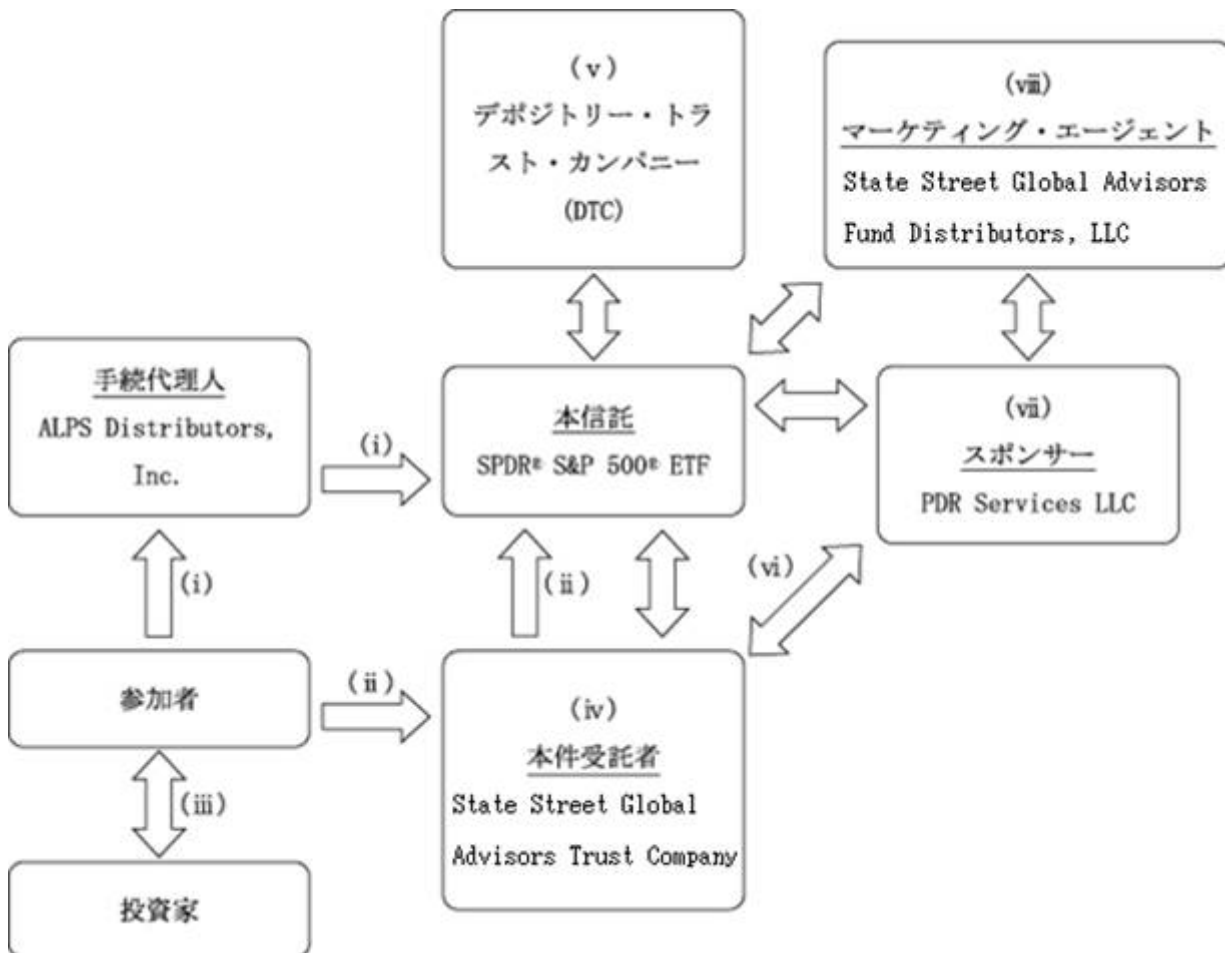 (ⅴ)
デポジトリー・トラ
スト・カンパニー
(DTC)
(ⅷ)
マーケティング・エージェント
State Street Global Advisors
Fund Distributors, LLC
手続代理人
ALPS Distributors,
Inc.
(ⅰ)
本信託
SPDR® S&P 500® ETF
(ⅶ)
スポンサー
PDR Services LLC
(ⅰ)
(ⅱ)
(ⅵ)
参加者
(ⅱ)
(ⅳ)
本件受託者
State Street Global
Advisors Trust Company
(ⅲ)
投資家